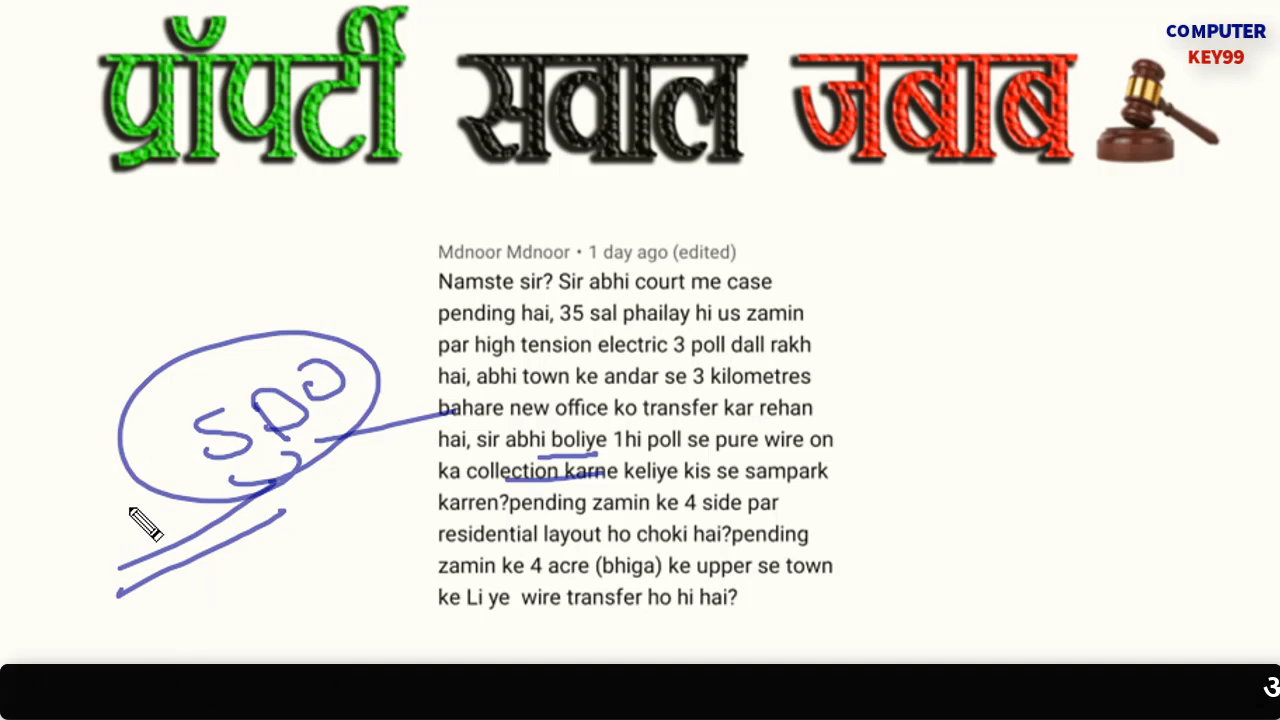 प्रॉपर्टी सवाल जबाब
COMPUTER
KEY99
Mdnoor Mdnoor • 1 day ago (edited)
Namste sir? Sir abhi court me case
pending hai, 35 sal phailay hi us zamin
par high tension electric 3 poll dall rakh
hai, abhi town ke andar se 3 kilometres
bahare new office ko transfer kar rehan
hai, sir abhi boliye 1hi poll se pure wire on
ka collection karne keliye kis se sampark
karren?pending zamin ke 4 side par
residential layout ho choki hai?pending
zamin ke 4 acre (bhiga) ke upper se town
ke Li ye wire transfer ho hi hai?
SDO